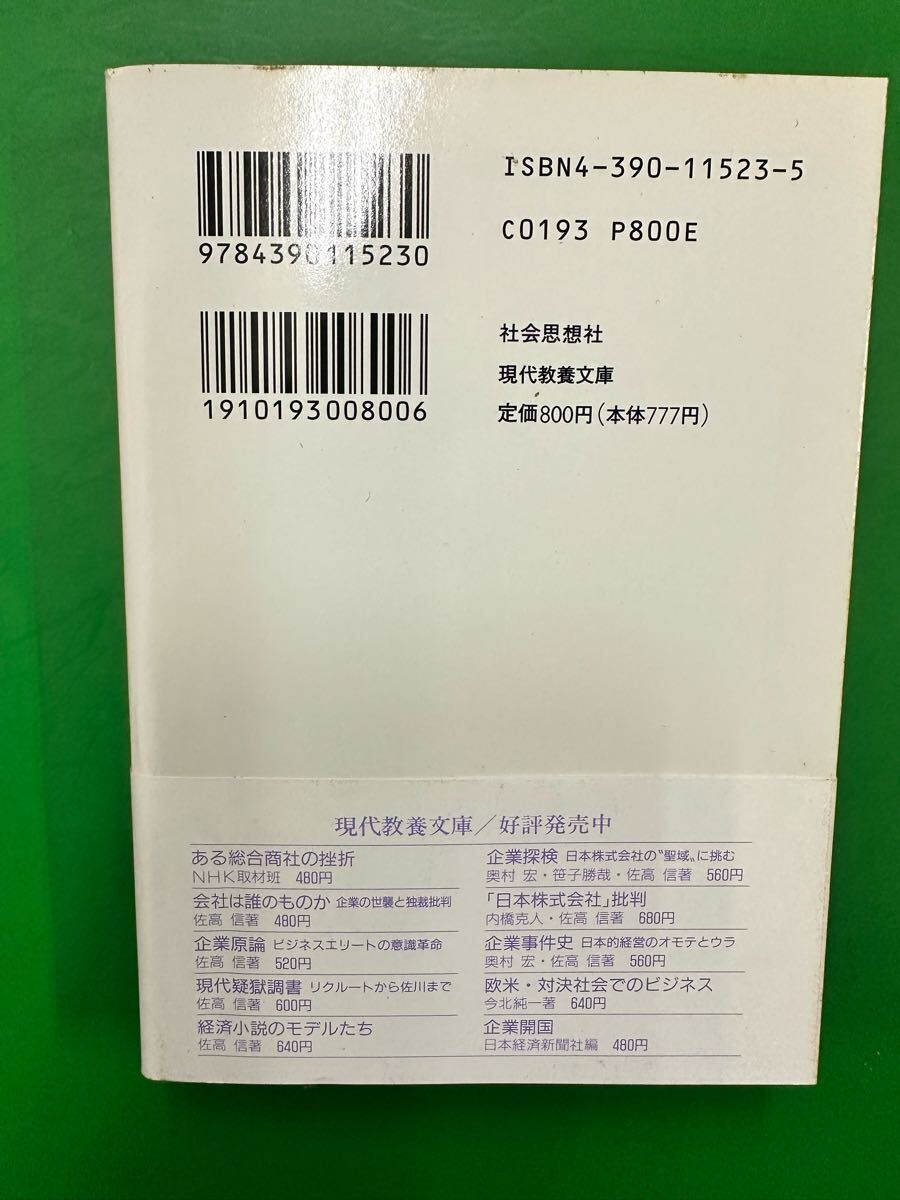 9784390115230
ISBN4-390-11523-5
C0193 P800E
1910193008006
社会思想社
現代教養文庫
定価800円(本体777円)
現代教養文庫/好評発売中
ある総合商社の挫折
NHK取材班 480円
会社は誰のものか 企業の世襲と独裁批判
佐高 信著 480円
企業原論 ビジネスエリートの意識革命
佐高 信著 520円
現代疑獄調書 リクルートから佐川まで
佐高 信著 600円
経済小説のモデルたち
佐高 信著 640円
企業探検 日本株式会社の〝聖域〟に挑む
奥村 宏・笹子勝哉・佐高 信著 560円
「日本株式会社」批判
内橋克人・佐高 信著 680円
企業事件史 日本的経営のオモテとウラ
奥村 宏・佐高 信著 560円
欧米・対決社会でのビジネス
今北純一著 640円
企業開国
日本経済新聞社編 480円